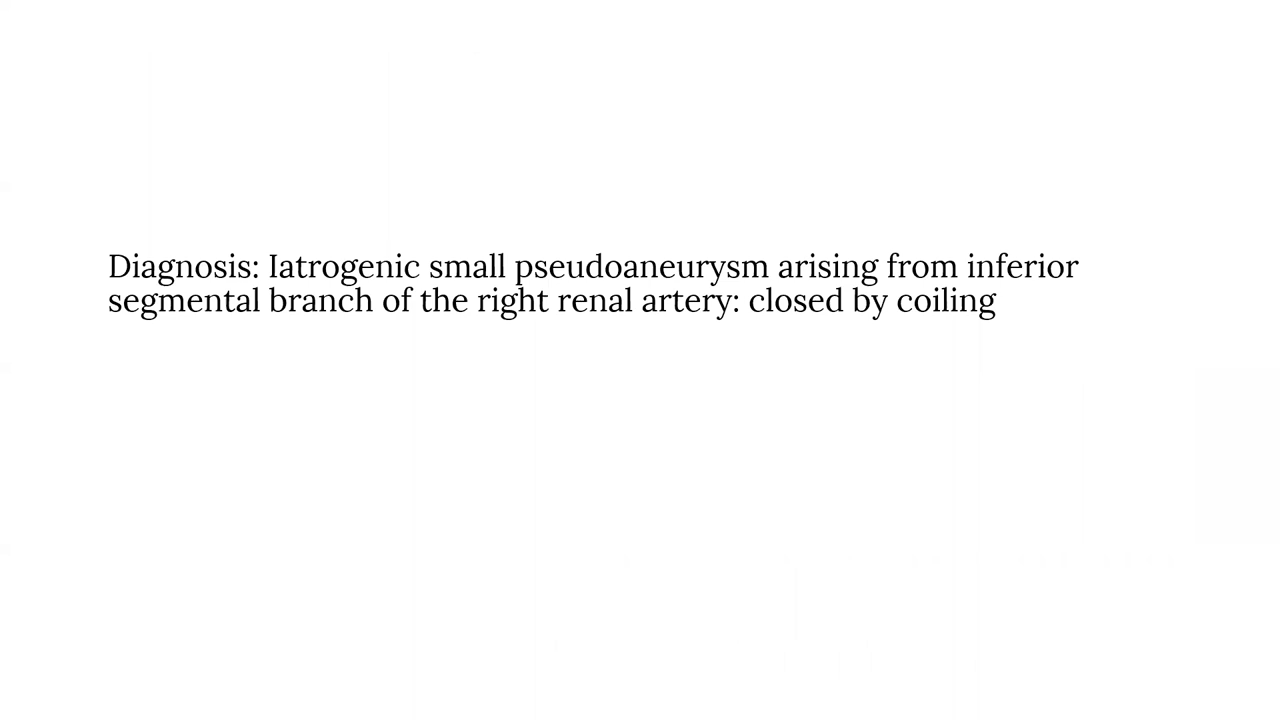 Diagnosis: Iatrogenic small pseudoaneurysm arising from inferior
segmental branch of the right renal artery: closed by coiling